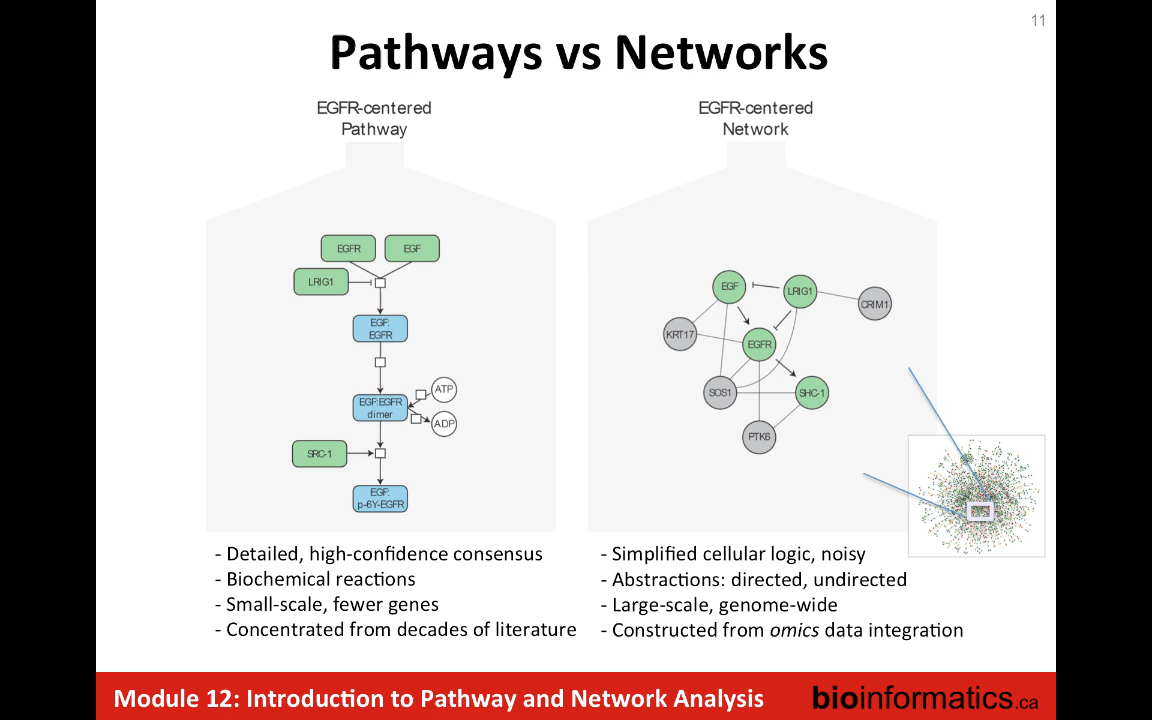 11
Pathways vs Networks
EGFR-centered
Pathway
EGFR EGF
LRIG1
EGF:
EGFR
ATP
EGF:EGFR
dimer
ADP
SRC-1
EGF:
p-6Y-EGFR
- Detailed, high-confidence consensus
- Biochemical reactions
- Small-scale, fewer genes
- Concentrated from decades of literature
EGFR-centered
Network
EGF
LRIG1
CRIM1
KRT17
EGFR
SOS1
SHC-1
PTK6
- Simplified cellular logic, noisy
- Abstractions: directed, undirected
- Large-scale, genome-wide
- Constructed from omics data integration
Module 12: Introduction to Pathway and Network Analysis
bioinformatics.ca